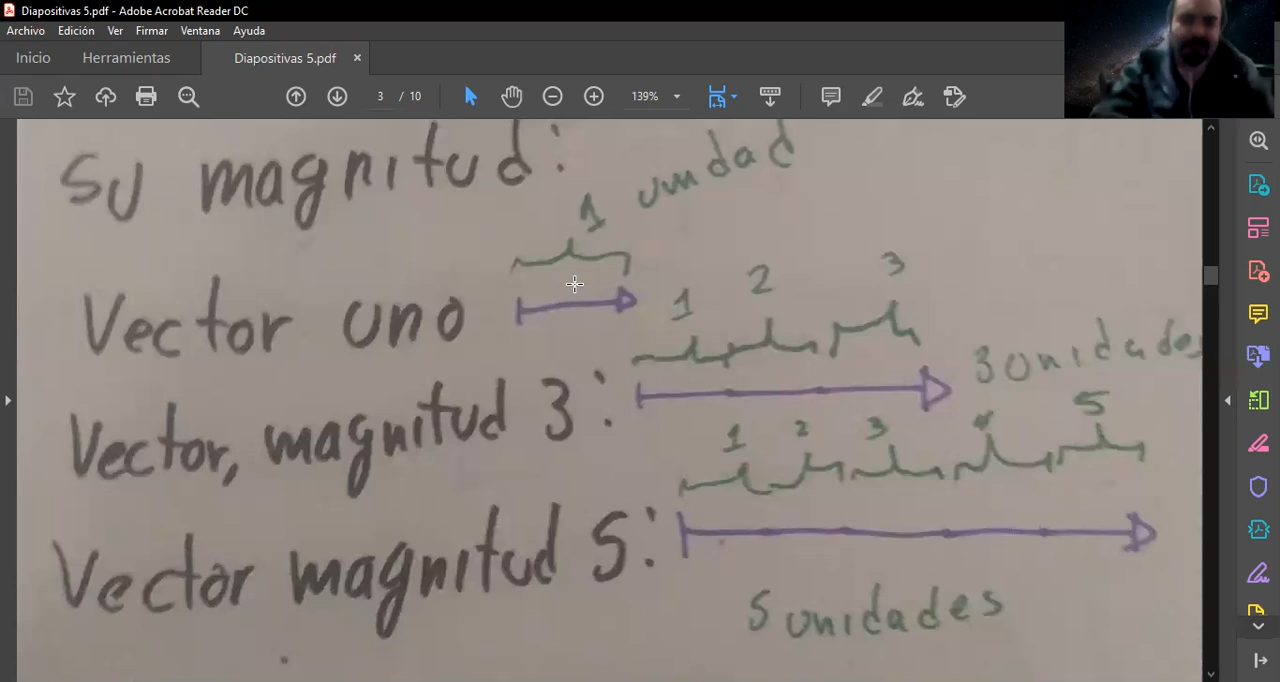 Diapositivas 5.pdf - Adobe Acrobat Reader DC
Archivo Edición Ver Firmar Ventana Ayuda
Inicio Herramientas Diapositivas 5.pdf ×
3 / 10 139%
Su magnitud:
1 unidad
Vector uno
1 2 3
Vector, magnitud 3: 3 unidades
1 2 3 4 5
Vector magnitud 5:
5 unidades